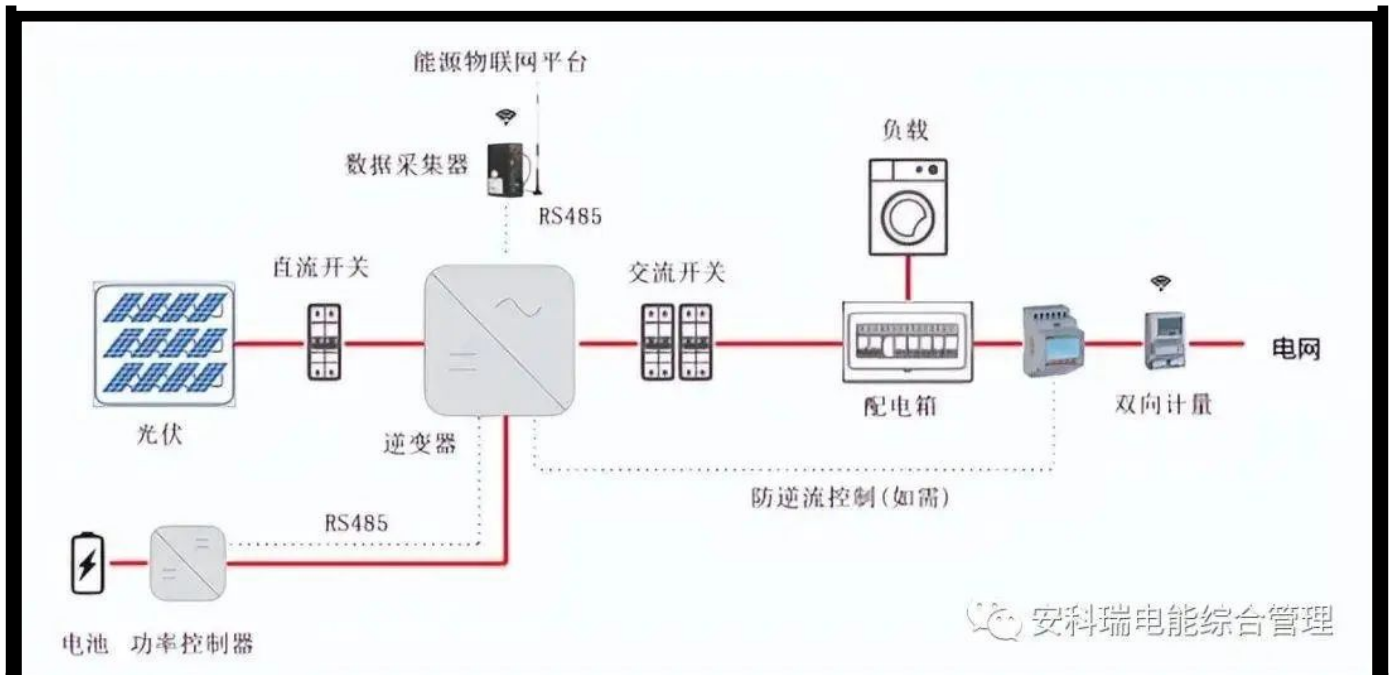 能源物联网平台
数据采集器
RS485
负载
直流开关
交流开关
电网
光伏
逆变器
配电箱
双向计量
防逆流控制(如需)
RS485
电池
功率控制器
安科瑞电能综合管理